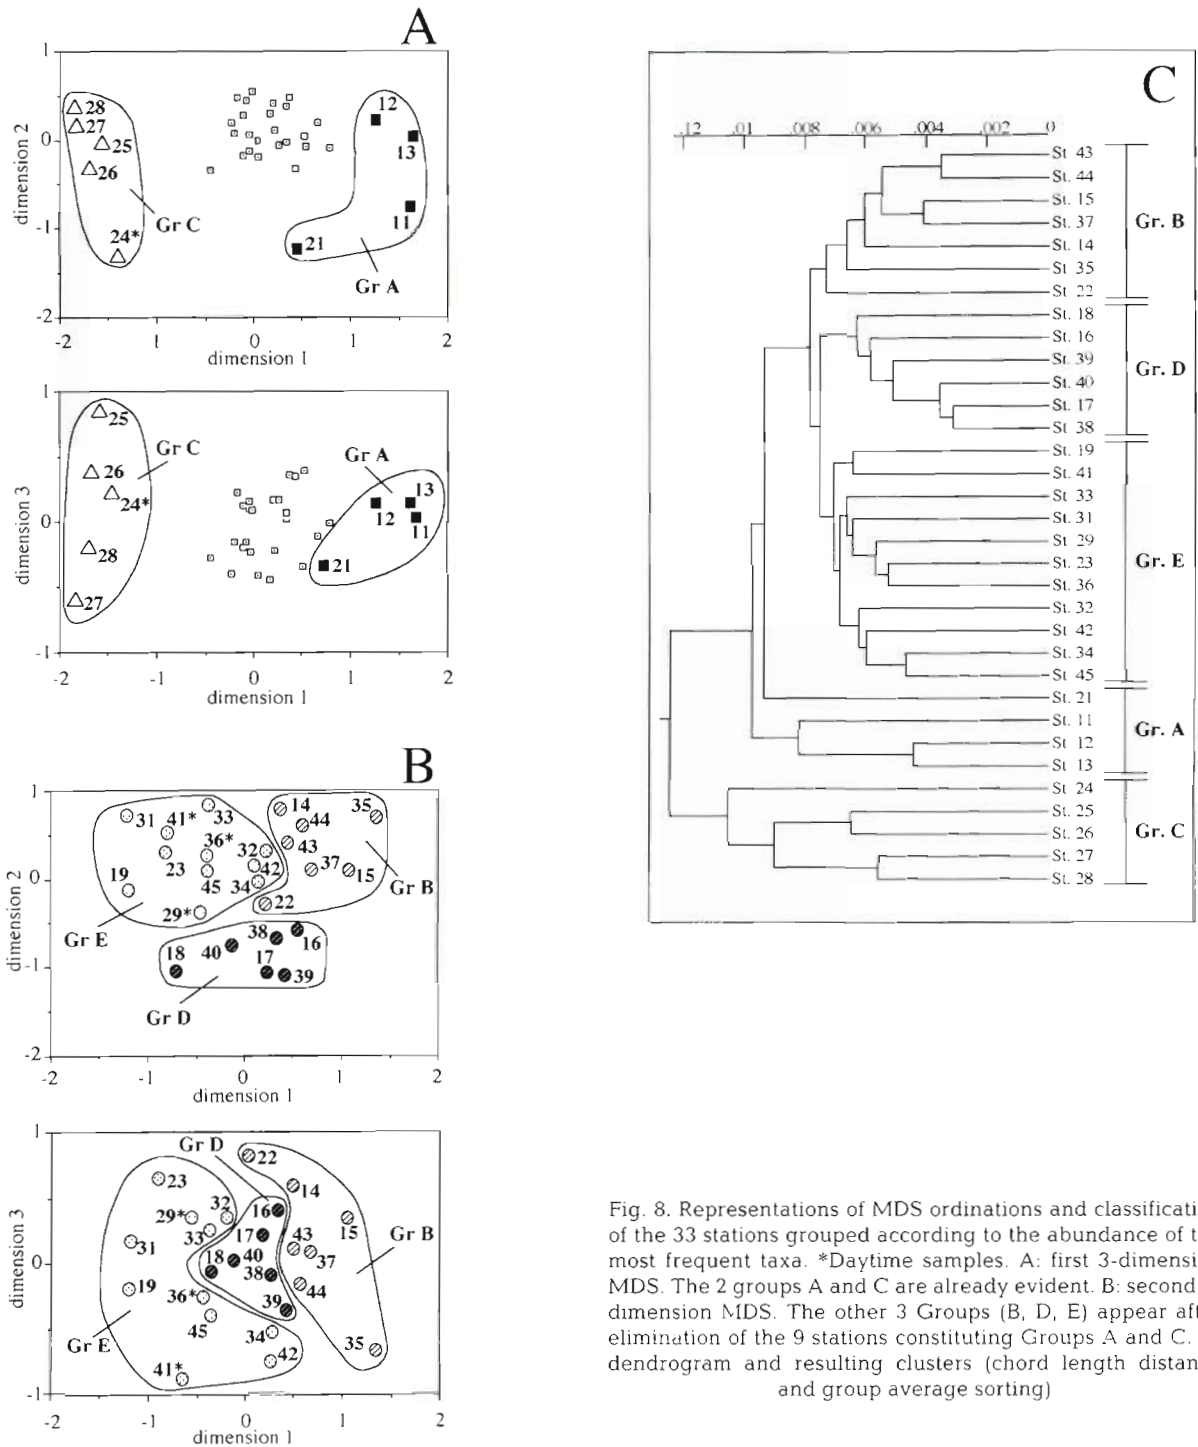 A
1
0
-1
-2
dimension 2
28
27
25
26
24*
Gr C
12
13
11
21
Gr A
-2
-1
0
1
2
dimension 1
1
0
-1
dimension 3
25
Gr C
26
24*
28
27
Gr A
13
12
11
21
-2
-1
0
1
2
dimension 1
B
1
0
-1
-2
dimension 2
31
41*
33
36*
23
32
42
19
45
34
29*
Gr E
14
35
44
43
37
15
22
Gr B
38
16
40
18
17
39
Gr D
-2
-1
0
1
2
dimension 1
1
0
-1
dimension 3
Gr D
22
23
14
16
32
29*
15
33
17
43
31
Gr B
18
40
37
38
19
36*
44
39
45
34
Gr E
42
35
41*
-2
-1
0
1
2
dimension 1
C
.12 .01 .008 .006 .004 .002 0
St. 43
St. 44
St. 15
St. 37
St. 14
St. 35
St. 22
Gr. B
St. 18
St. 16
St. 39
St. 40
St. 17
St. 38
Gr. D
St. 19
St. 41
St. 33
St. 31
St. 29
St. 23
St. 36
St. 32
St. 42
St. 34
St. 45
Gr. E
St. 21
St. 11
St 12
St. 13
Gr. A
St 24
St. 25
St. 26
St. 27
St. 28
Gr. C
Fig. 8. Representations of MDS ordinations and classificati
of the 33 stations grouped according to the abundance of t
most frequent taxa. *Daytime samples. A: first 3-dimensi
MDS. The 2 groups A and C are already evident. B: second
dimension MDS. The other 3 Groups (B, D, E) appear aft
elimination of the 9 stations constituting Groups A and C.
dendrogram and resulting clusters (chord length distan
and group average sorting)